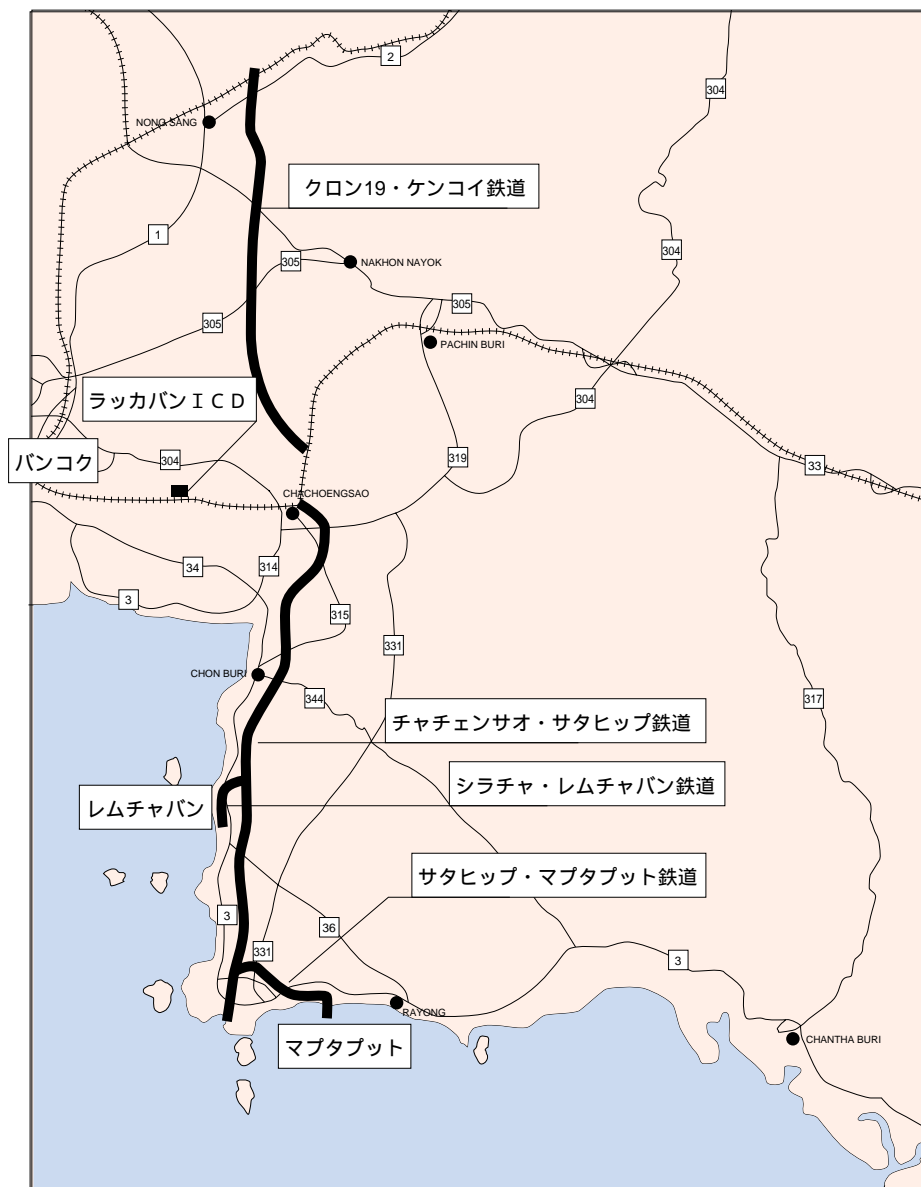 2
304
NONG SANG
クロン19・ケンコイ鉄道
1
304
305
NAKHON NAYOK
305
305
PACHIN BURI
ラッカバンＩＣＤ
304
バンコク
304
319
33
CHACHOENGSAO
34
314
3
315
331
CHON BURI
344
317
チャチェンサオ・サタヒップ鉄道
シラチャ・レムチャバン鉄道
レムチャバン
サタヒップ・マプタプット鉄道
3
36
331
3
RAYONG
マプタプット
CHANTHA BURI